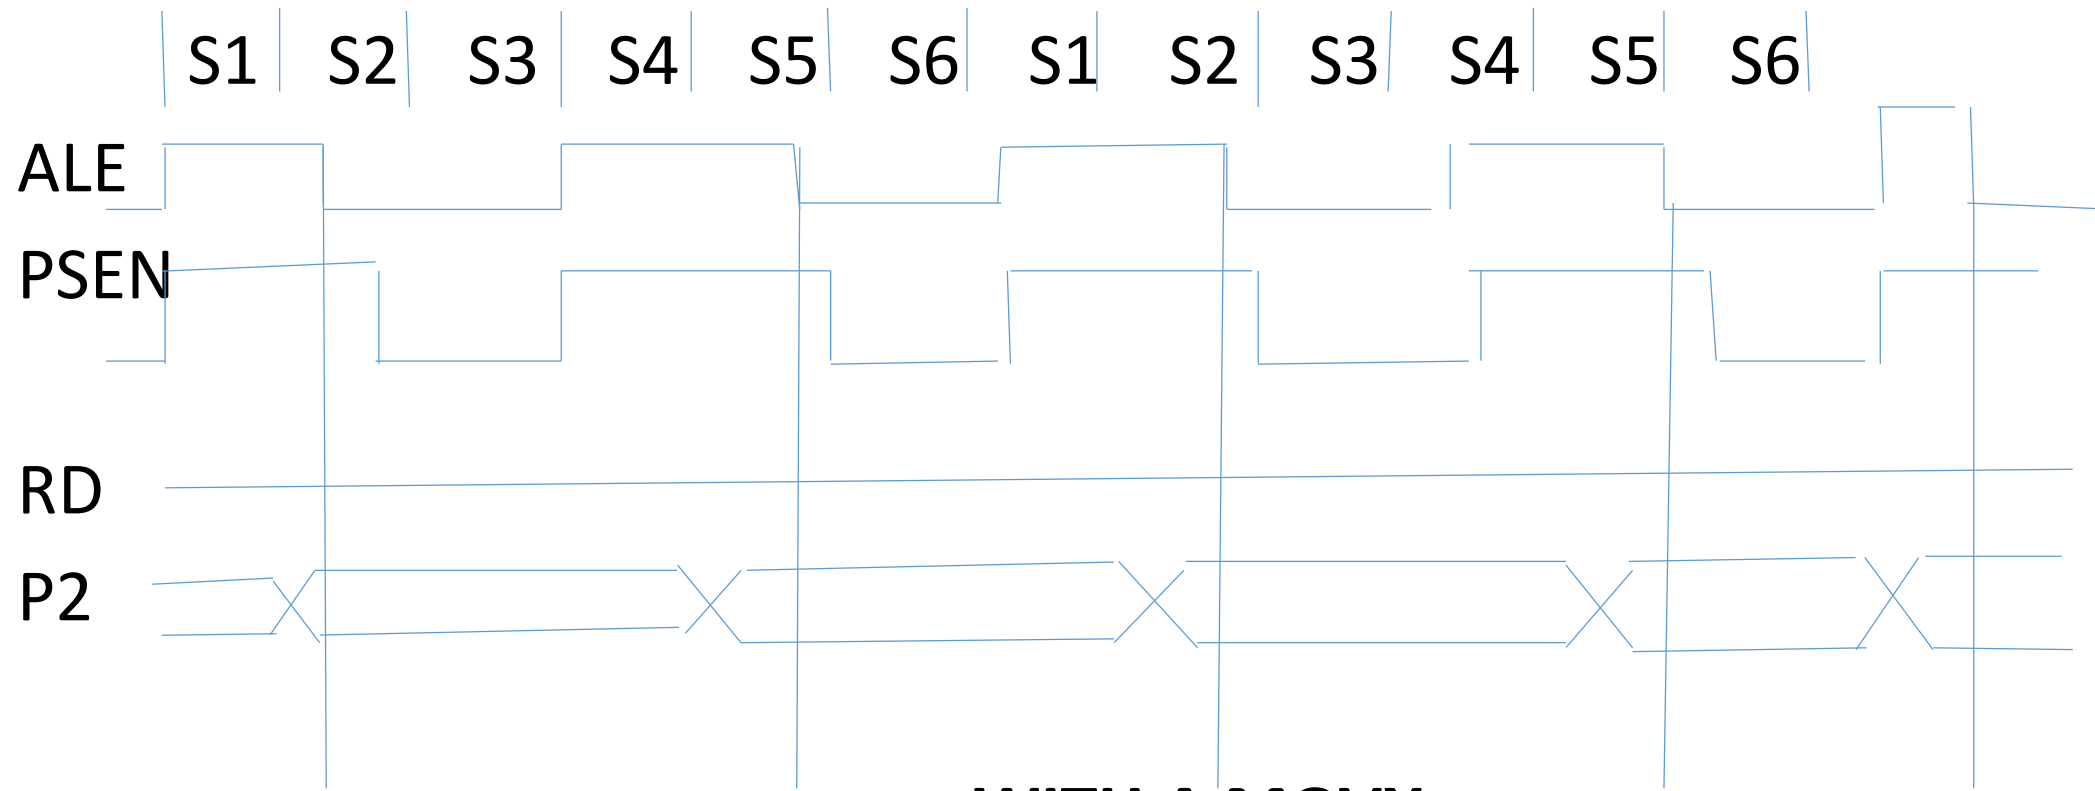 S1 S2 S3 S4 S5 S6 S1 S2 S3 S4 S5 S6
ALE
PSEN
RD
P2